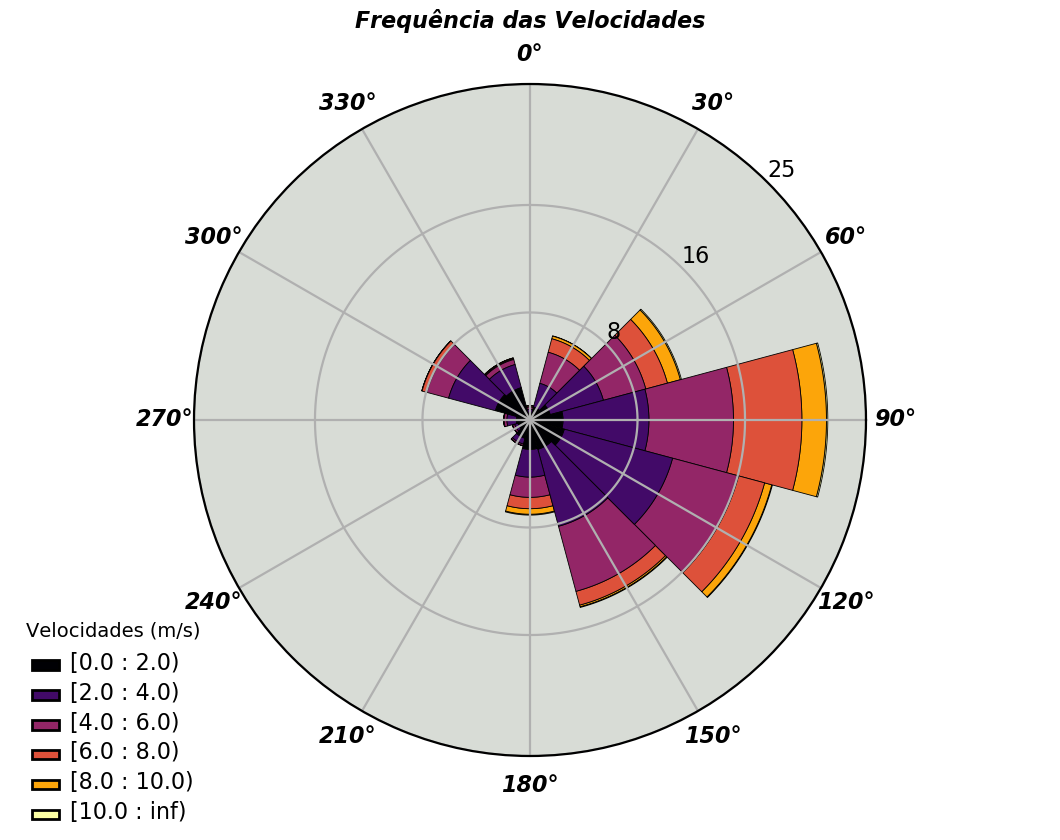 Frequência das Velocidades
0°
330°
30°
25
300°
60°
16
8
270°
90°
240°
120°
210°
150°
180°
Velocidades (m/s)
[0.0 : 2.0)
[2.0 : 4.0)
[4.0 : 6.0)
[6.0 : 8.0)
[8.0 : 10.0)
[10.0 : inf)